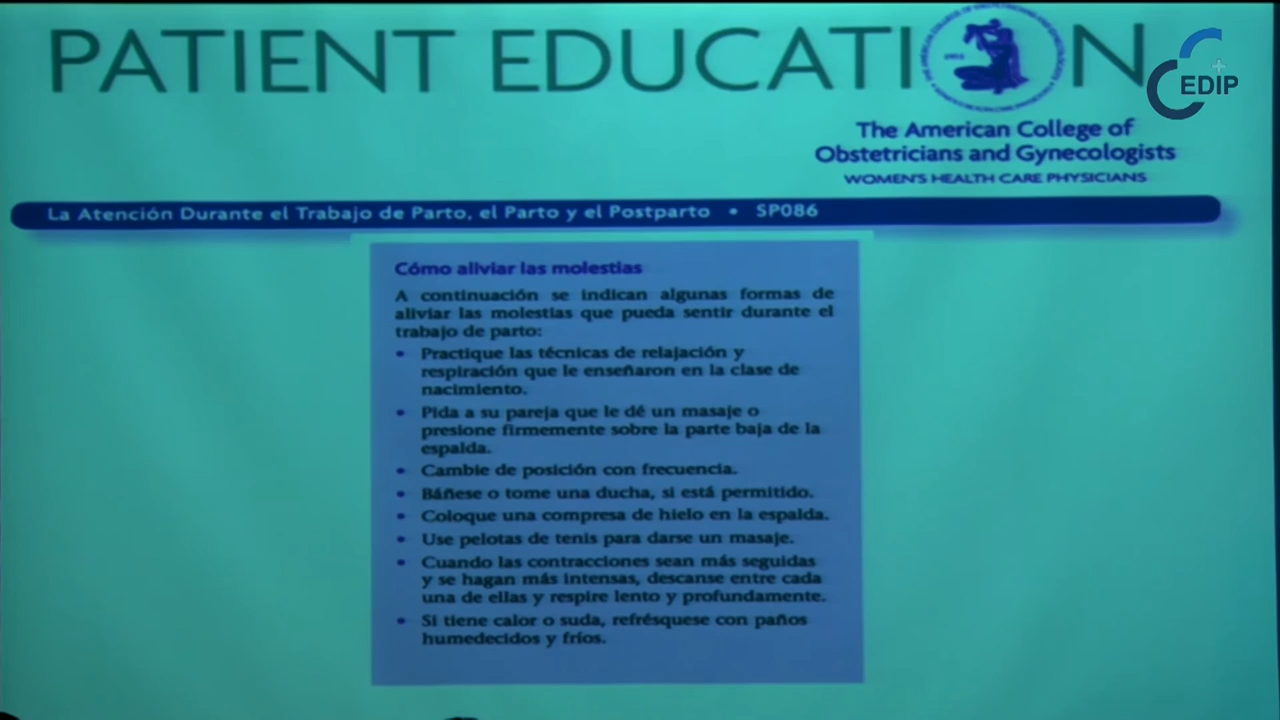 PATIENT EDUCATION
CEDIP
The American College of
Obstetricians and Gynecologists
WOMEN'S HEALTH CARE PHYSICIANS
La Atención Durante el Trabajo de Parto, el Parto y el Postparto • SP086
Cómo aliviar las molestias
A continuación se indican algunas formas de
aliviar las molestias que pueda sentir durante el
trabajo de parto:
• Practique las técnicas de relajación y
respiración que le enseñaron en la clase de
nacimiento.
• Pida a su pareja que le dé un masaje o
presione firmemente sobre la parte baja de la
espalda.
• Cambie de posición con frecuencia.
• Báñese o tome una ducha, si está permitido.
• Coloque una compresa de hielo en la espalda.
• Use pelotas de tenis para darse un masaje.
• Cuando las contracciones sean más seguidas
y se hagan más intensas, descanse entre cada
una de ellas y respire lento y profundamente.
• Si tiene calor o suda, refrésquese con paños
humedecidos y fríos.